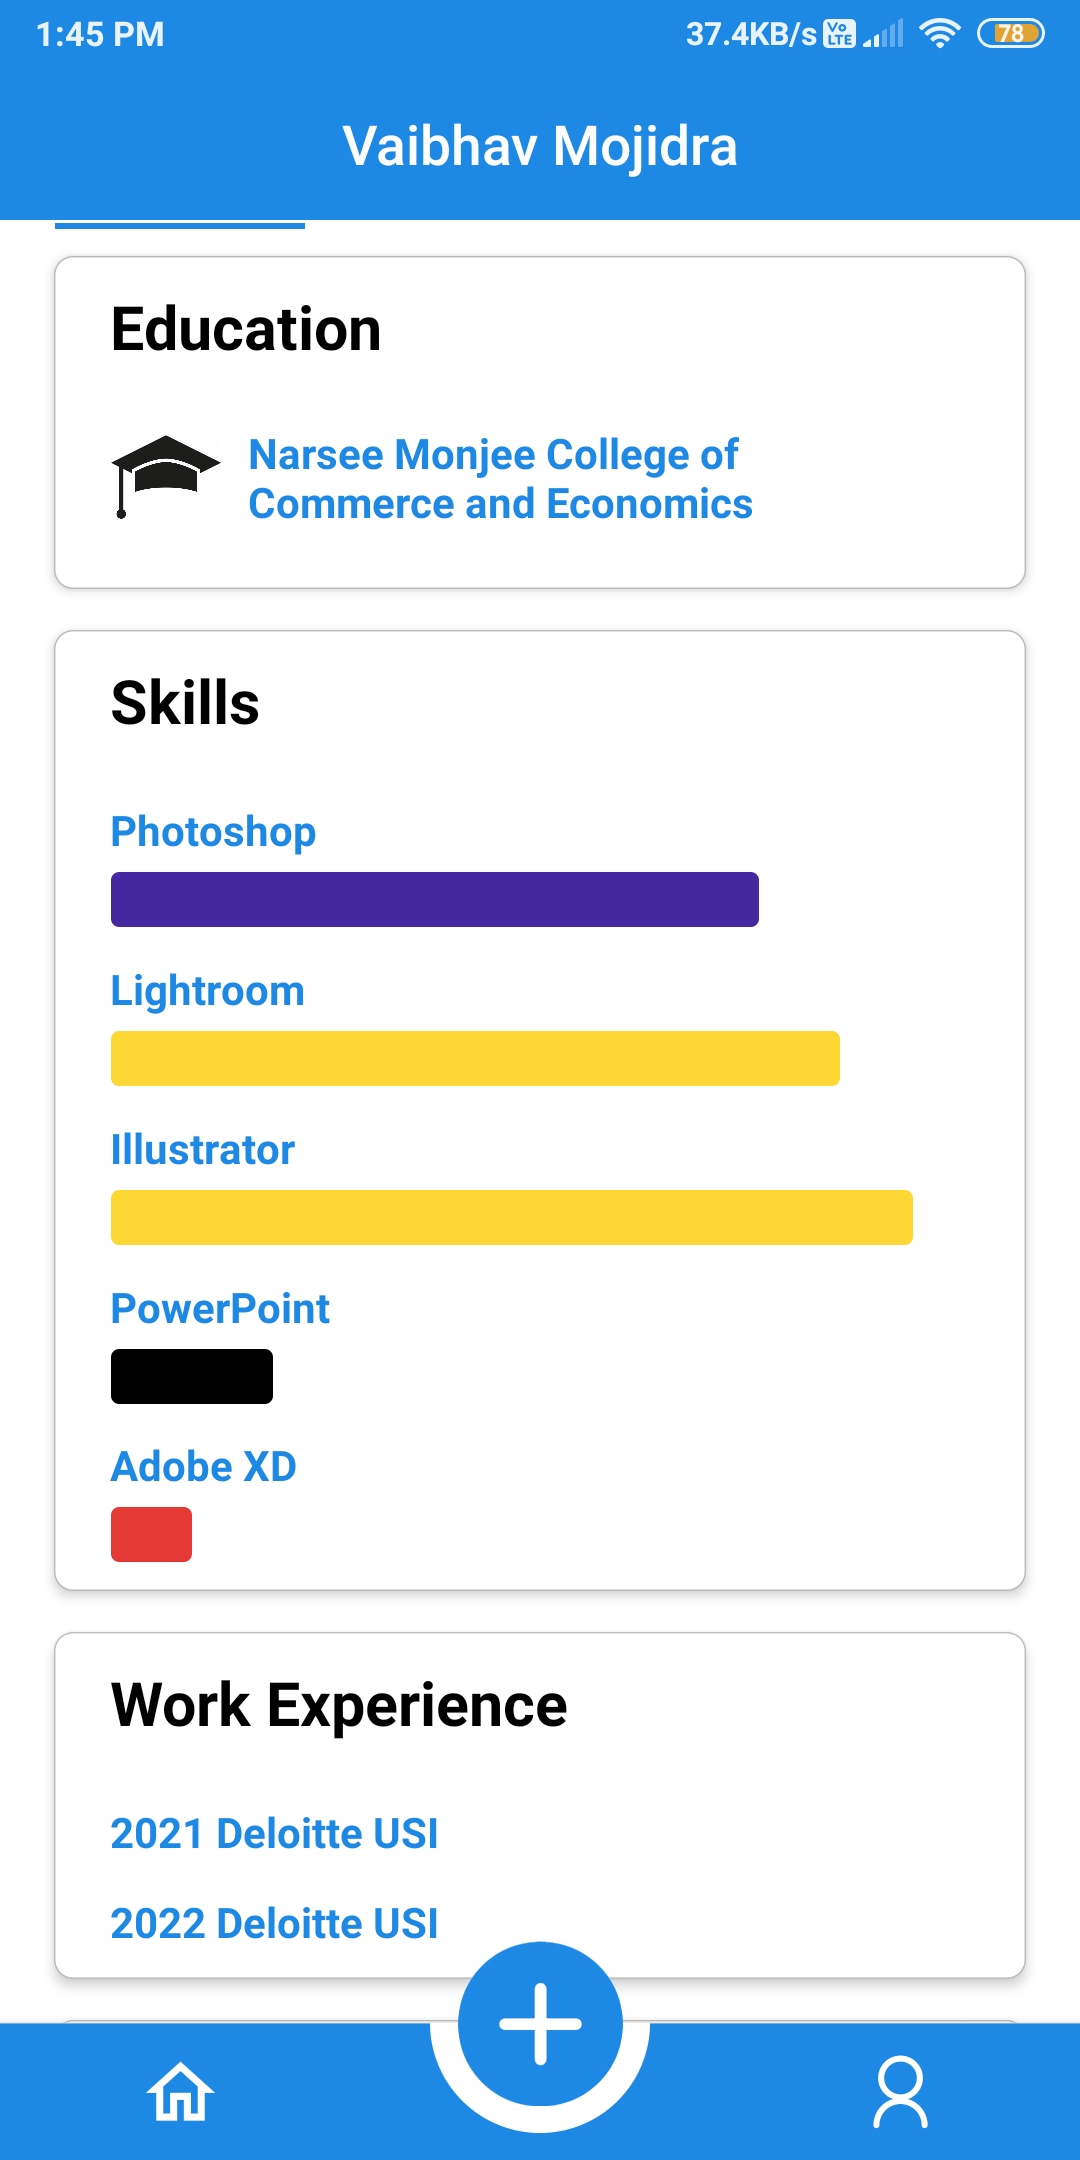 1:45 PM
37.4KB/s Vo LTE 78
Vaibhav Mojidra
Education
Narsee Monjee College of
Commerce and Economics
Skills
Photoshop
Lightroom
Illustrator
PowerPoint
Adobe XD
Work Experience
2021 Deloitte USI
2022 Deloitte USI